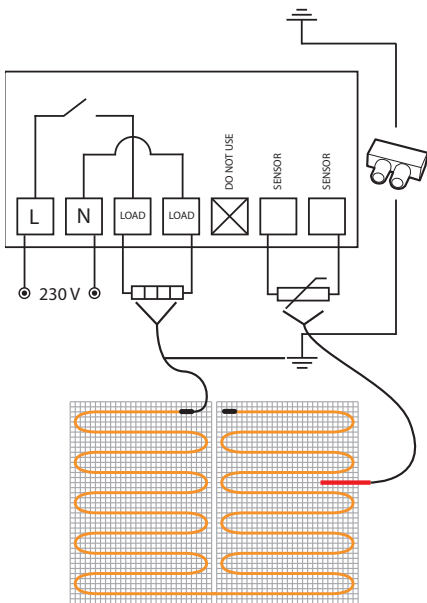 DO NOT USE
SENSOR
SENSOR
L
N
LOAD
LOAD
230 V